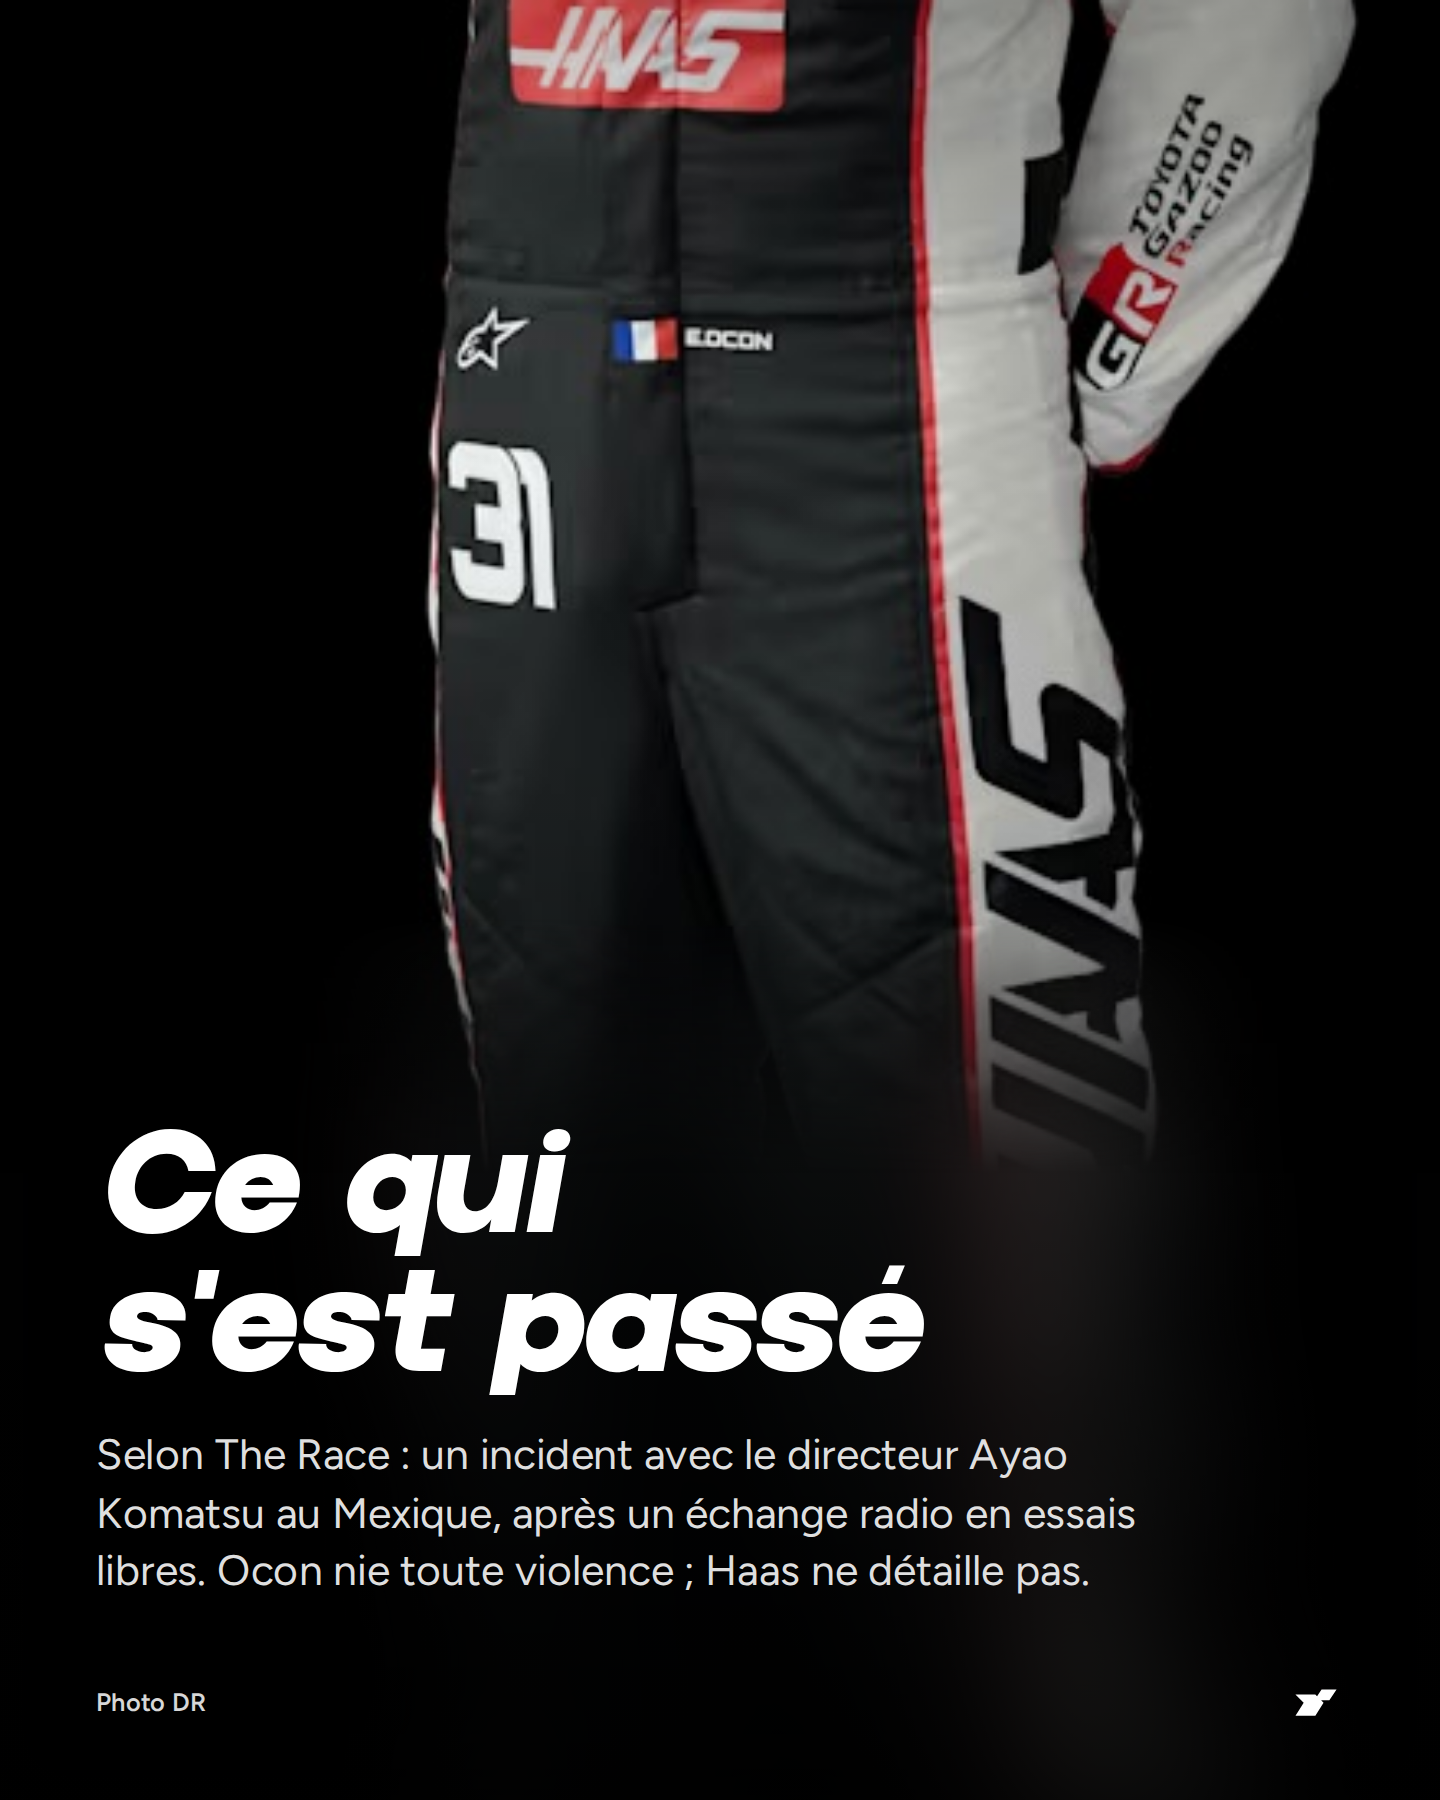 HAAS
TOYOTA
GAZOO
Racing
GR
E.OCON
31
HAAS
Ce qui
s'est passé
Selon The Race : un incident avec le directeur Ayao
Komatsu au Mexique, après un échange radio en essais
libres. Ocon nie toute violence ; Haas ne détaille pas.
Photo DR